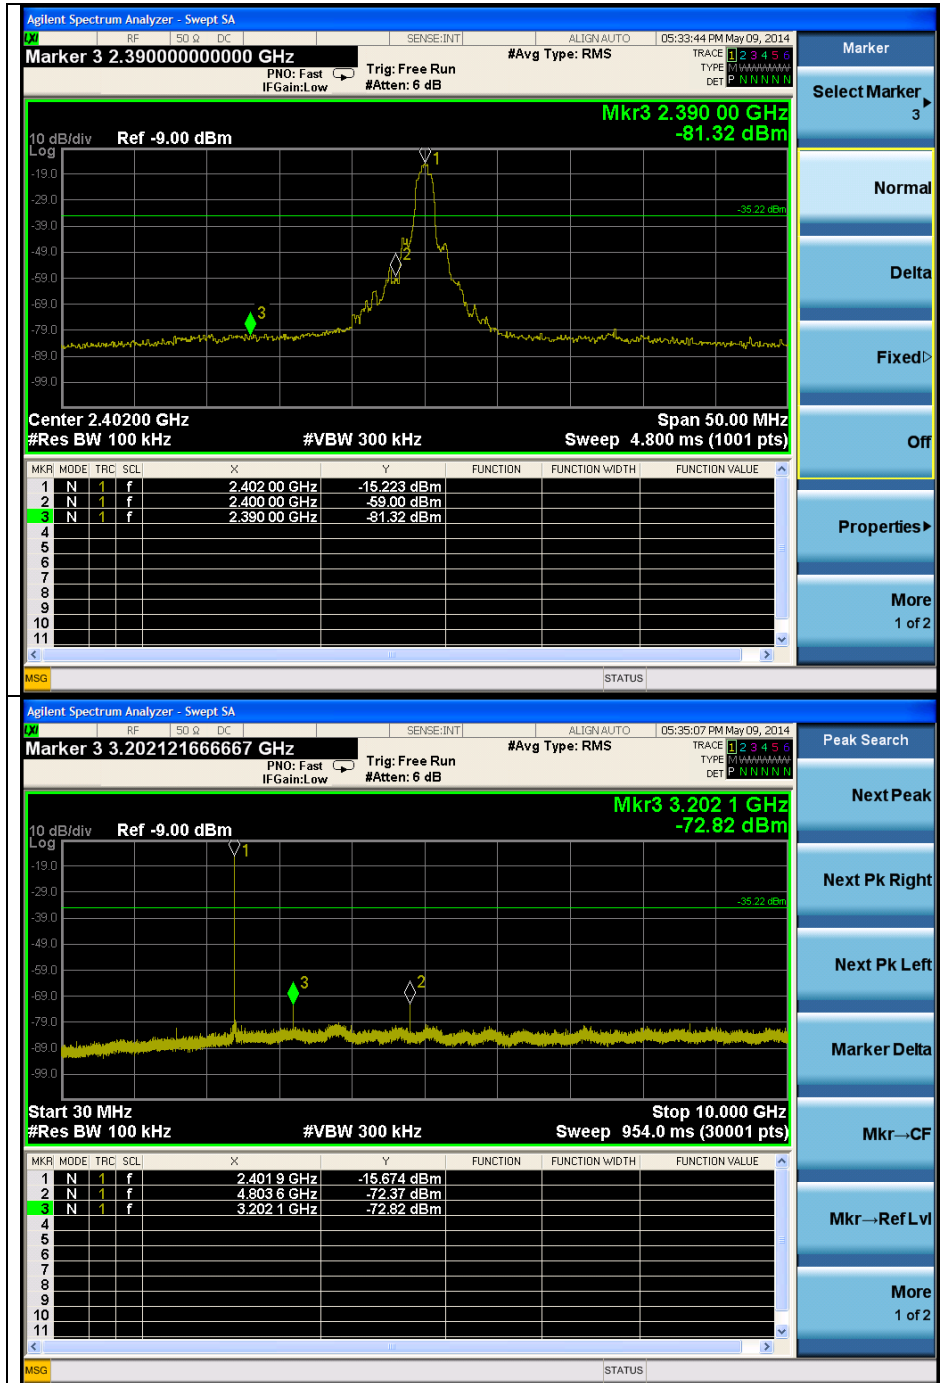 Agilent Spectrum Analyzer - Swept SA
LXI RF 50 Ω DC SENSE:INT ALIGN AUTO 05:33:44 PM May 09, 2014
Marker 3 2.390000000000 GHz #Avg Type: RMS TRACE 1 2 3 4 5 6
PNO: Fast Trig: Free Run TYPE M
IFGain:Low #Atten: 6 dB DET P N N N N N
Mkr3 2.390 00 GHz
10 dB/div Ref -9.00 dBm -81.32 dBm
Log
1
-19.0
-29.0
-35.22 dBm
-39.0
-49.0
2
-59.0
-69.0
3
-79.0
-89.0
-99.0
Center 2.40200 GHz Span 50.00 MHz
#Res BW 100 kHz #VBW 300 kHz Sweep 4.800 ms (1001 pts)
MKR MODE TRC SCL X Y FUNCTION FUNCTION WIDTH FUNCTION VALUE
1 N 1 f 2.402 00 GHz -15.223 dBm
2 N 1 f 2.400 00 GHz -59.00 dBm
3 N 1 f 2.390 00 GHz -81.32 dBm
4
5
6
7
8
9
10
11
MSG STATUS
Marker
Select Marker
3
Normal
Delta
Fixed
Off
Properties
More
1 of 2
Agilent Spectrum Analyzer - Swept SA
LXI RF 50 Ω DC SENSE:INT ALIGN AUTO 05:35:07 PM May 09, 2014
Marker 3 3.202121666667 GHz #Avg Type: RMS TRACE 1 2 3 4 5 6
PNO: Fast Trig: Free Run TYPE M
IFGain:Low #Atten: 6 dB DET P N N N N N
Mkr3 3.202 1 GHz
10 dB/div Ref -9.00 dBm -72.82 dBm
Log
1
-19.0
-29.0
-35.22 dBm
-39.0
-49.0
-59.0
3 2
-69.0
-79.0
-89.0
-99.0
Start 30 MHz Stop 10.000 GHz
#Res BW 100 kHz #VBW 300 kHz Sweep 954.0 ms (30001 pts)
MKR MODE TRC SCL X Y FUNCTION FUNCTION WIDTH FUNCTION VALUE
1 N 1 f 2.401 9 GHz -15.674 dBm
2 N 1 f 4.803 6 GHz -72.37 dBm
3 N 1 f 3.202 1 GHz -72.82 dBm
4
5
6
7
8
9
10
11
MSG STATUS
Peak Search
Next Peak
Next Pk Right
Next Pk Left
Marker Delta
Mkr→CF
Mkr→Ref Lvl
More
1 of 2